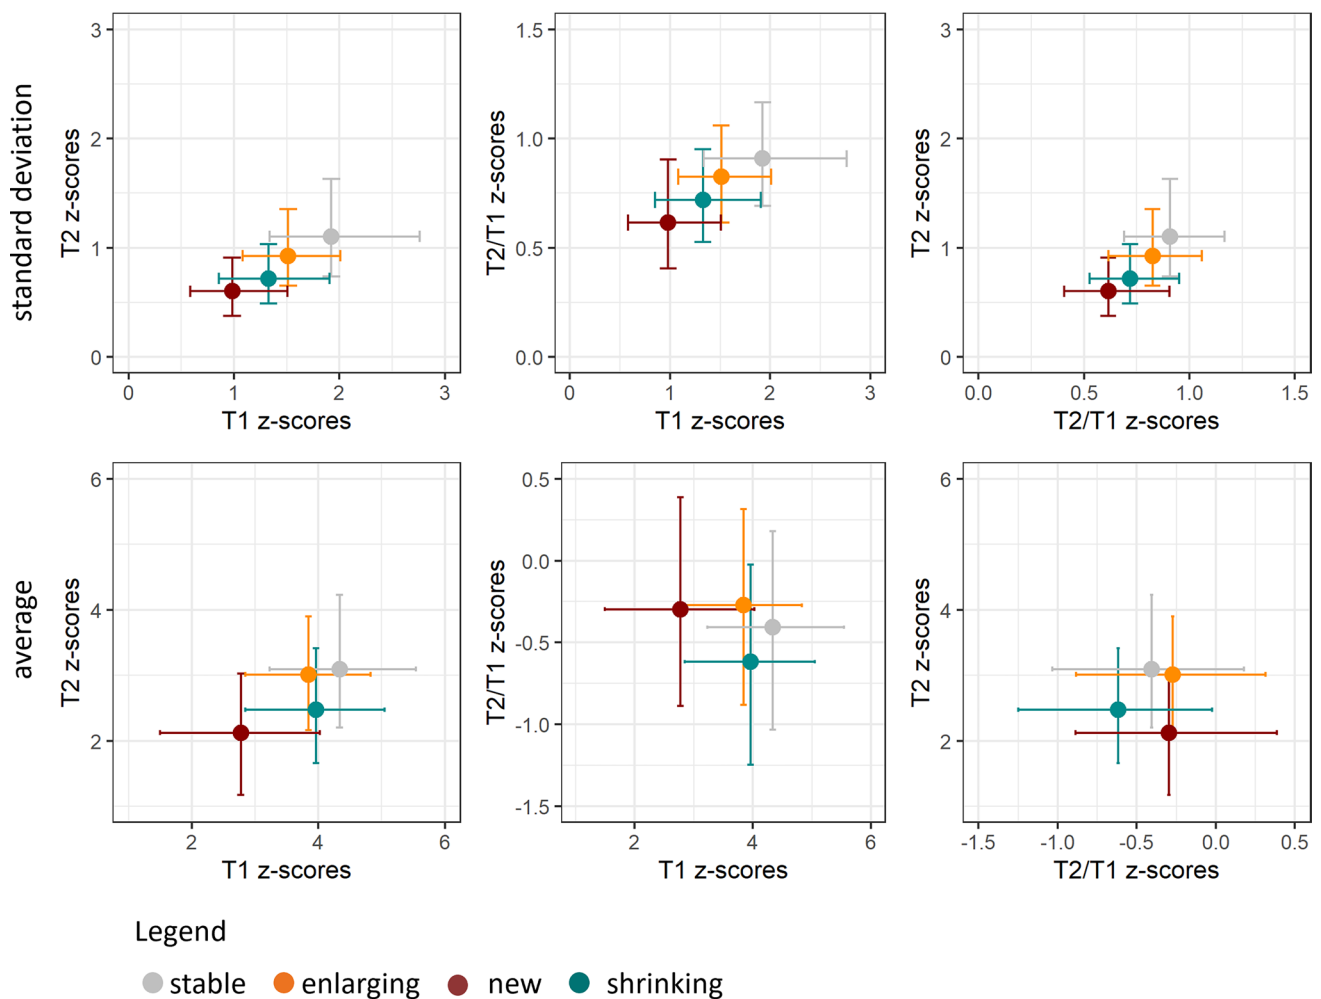 standard deviation
T2 z-scores
3
2
1
0
0
1
2
3
T1 z-scores
T2/T1 z-scores
1.5
1.0
0.5
0.0
0
1
2
3
T1 z-scores
T2 z-scores
3
2
1
0
0.0
0.5
1.0
1.5
T2/T1 z-scores
average
T2 z-scores
6
4
2
2
4
6
T1 z-scores
T2/T1 z-scores
0.5
0.0
-0.5
-1.0
-1.5
2
4
6
T1 z-scores
T2 z-scores
6
4
2
-1.5
-1.0
-0.5
0.0
0.5
T2/T1 z-scores
Legend
stable
enlarging
new
shrinking